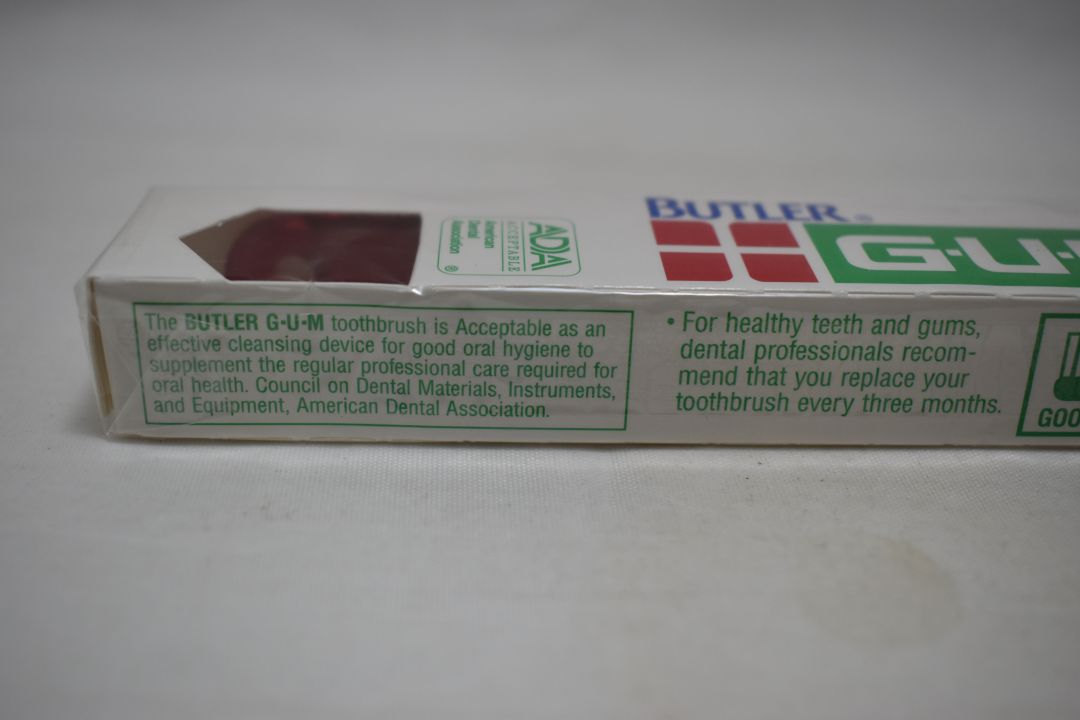 BUTLER®
G·U·
ADA
ACCEPTABLE
American
Dental
Association
®
The BUTLER G·U·M toothbrush is Acceptable as an
effective cleansing device for good oral hygiene to
supplement the regular professional care required for
oral health. Council on Dental Materials, Instruments,
and Equipment, American Dental Association.
• For healthy teeth and gums,
dental professionals recom-
mend that you replace your
toothbrush every three months.
GOO